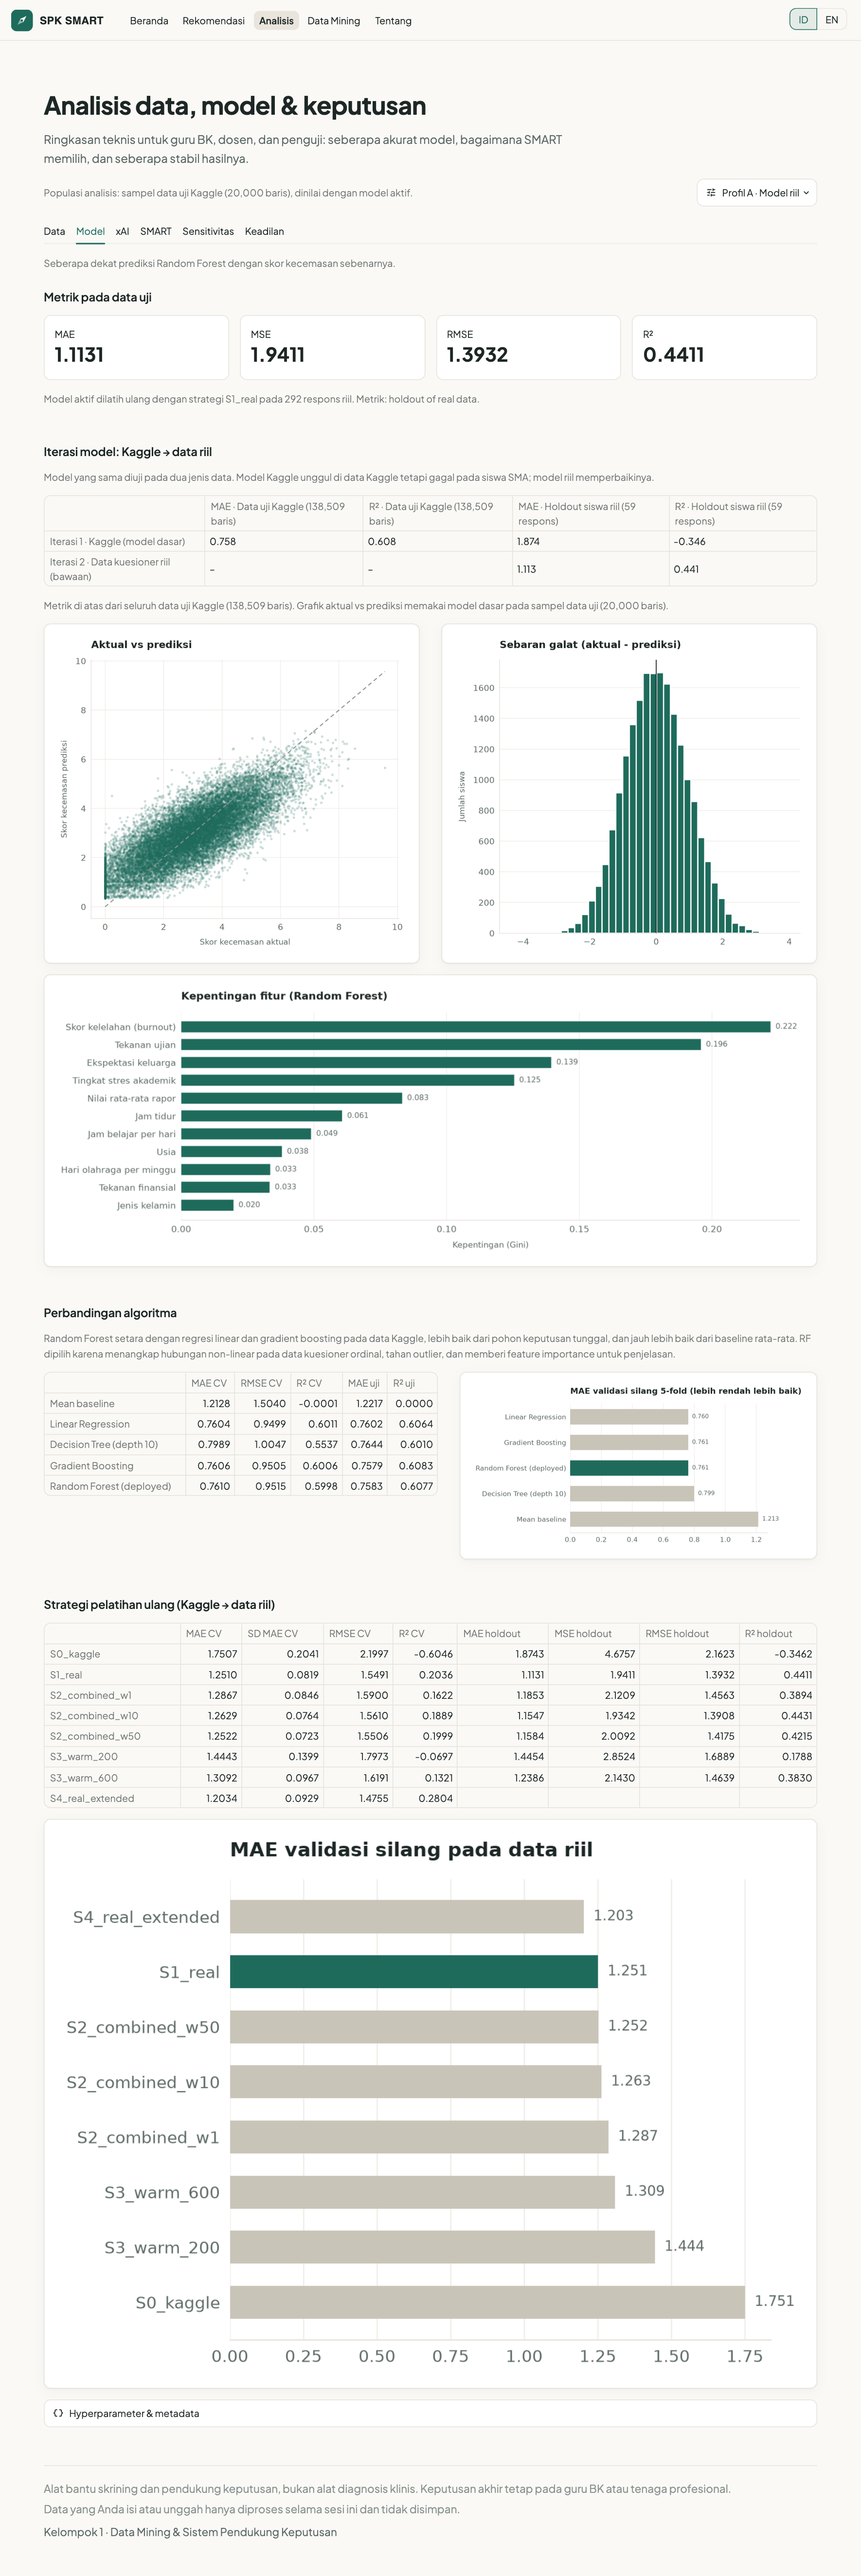 SPK SMART Beranda Rekomendasi Analisis Data Mining Tentang ID EN
Analisis data, model & keputusan
Ringkasan teknis untuk guru BK, dosen, dan penguji: seberapa akurat model, bagaimana SMART
memilih, dan seberapa stabil hasilnya.
Populasi analisis: sampel data uji Kaggle (20,000 baris), dinilai dengan model aktif.
Profil A · Model riil
Data Model xAI SMART Sensitivitas Keadilan
Seberapa dekat prediksi Random Forest dengan skor kecemasan sebenarnya.
Metrik pada data uji
MAE MSE RMSE R²
1.1131 1.9411 1.3932 0.4411
Model aktif dilatih ulang dengan strategi S1_real pada 292 respons riil. Metrik: holdout of real data.
Iterasi model: Kaggle → data riil
Model yang sama diuji pada dua jenis data. Model Kaggle unggul di data Kaggle tetapi gagal pada siswa SMA; model riil memperbaikinya.
MAE · Data uji Kaggle (138,509 R² · Data uji Kaggle (138,509 MAE · Holdout siswa riil (59 R² · Holdout siswa riil (59
baris) baris) respons) respons)
Iterasi 1 · Kaggle (model dasar) 0.758 0.608 1.874 -0.346
Iterasi 2 · Data kuesioner riil
(bawaan) – – 1.113 0.441
Metrik di atas dari seluruh data uji Kaggle (138,509 baris). Grafik aktual vs prediksi memakai model dasar pada sampel data uji (20,000 baris).
Aktual vs prediksi
10
8
6
4
2
0
Skor kecemasan prediksi
0 2 4 6 8 10
Skor kecemasan aktual
Sebaran galat (aktual - prediksi)
1600
1400
1200
1000
800
600
400
200
0
Jumlah siswa
−4 −2 0 2 4
Kepentingan fitur (Random Forest)
Skor kelelahan (burnout) 0.222
Tekanan ujian 0.196
Ekspektasi keluarga 0.139
Tingkat stres akademik 0.125
Nilai rata-rata rapor 0.083
Jam tidur 0.061
Jam belajar per hari 0.049
Usia 0.038
Hari olahraga per minggu 0.033
Tekanan finansial 0.033
Jenis kelamin 0.020
0.00 0.05 0.10 0.15 0.20
Kepentingan (Gini)
Perbandingan algoritma
Random Forest setara dengan regresi linear dan gradient boosting pada data Kaggle, lebih baik dari pohon keputusan tunggal, dan jauh lebih baik dari baseline rata-rata. RF
dipilih karena menangkap hubungan non-linear pada data kuesioner ordinal, tahan outlier, dan memberi feature importance untuk penjelasan.
MAE CV RMSE CV R² CV MAE uji R² uji
Mean baseline 1.2128 1.5040 -0.0001 1.2217 0.0000
Linear Regression 0.7604 0.9499 0.6011 0.7602 0.6064
Decision Tree (depth 10) 0.7989 1.0047 0.5537 0.7644 0.6010
Gradient Boosting 0.7606 0.9505 0.6006 0.7579 0.6083
Random Forest (deployed) 0.7610 0.9515 0.5998 0.7583 0.6077
MAE validasi silang 5-fold (lebih rendah lebih baik)
Linear Regression 0.760
Gradient Boosting 0.761
Random Forest (deployed) 0.761
Decision Tree (depth 10) 0.799
Mean baseline 1.213
0.0 0.2 0.4 0.6 0.8 1.0 1.2
Strategi pelatihan ulang (Kaggle → data riil)
MAE CV SD MAE CV RMSE CV R² CV MAE holdout MSE holdout RMSE holdout R² holdout
S0_kaggle 1.7507 0.2041 2.1997 -0.6046 1.8743 4.6757 2.1623 -0.3462
S1_real 1.2510 0.0819 1.5491 0.2036 1.1131 1.9411 1.3932 0.4411
S2_combined_w1 1.2867 0.0846 1.5900 0.1622 1.1853 2.1209 1.4563 0.3894
S2_combined_w10 1.2629 0.0764 1.5610 0.1889 1.1547 1.9342 1.3908 0.4431
S2_combined_w50 1.2522 0.0723 1.5506 0.1999 1.1584 2.0092 1.4175 0.4215
S3_warm_200 1.4443 0.1399 1.7973 -0.0697 1.4454 2.8524 1.6889 0.1788
S3_warm_600 1.3092 0.0967 1.6191 0.1321 1.2386 2.1430 1.4639 0.3830
S4_real_extended 1.2034 0.0929 1.4755 0.2804
MAE validasi silang pada data riil
S4_real_extended 1.203
S1_real 1.251
S2_combined_w50 1.252
S2_combined_w10 1.263
S2_combined_w1 1.287
S3_warm_600 1.309
S3_warm_200 1.444
S0_kaggle 1.751
0.00 0.25 0.50 0.75 1.00 1.25 1.50 1.75
Hyperparameter & metadata
Alat bantu skrining dan pendukung keputusan, bukan alat diagnosis klinis. Keputusan akhir tetap pada guru BK atau tenaga profesional.
Data yang Anda isi atau unggah hanya diproses selama sesi ini dan tidak disimpan.
Kelompok 1 · Data Mining & Sistem Pendukung Keputusan